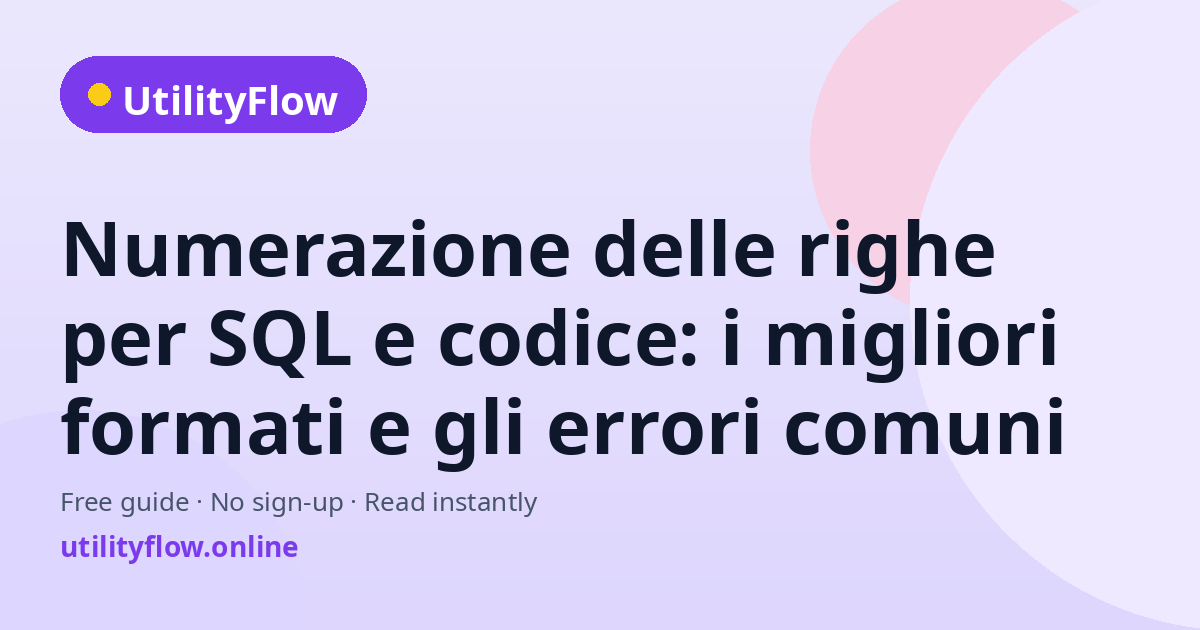 UtilityFlow
Numerazione delle righe
per SQL e codice: i migliori
formati e gli errori comuni
Free guide · No sign-up · Read instantly
utilityflow.online